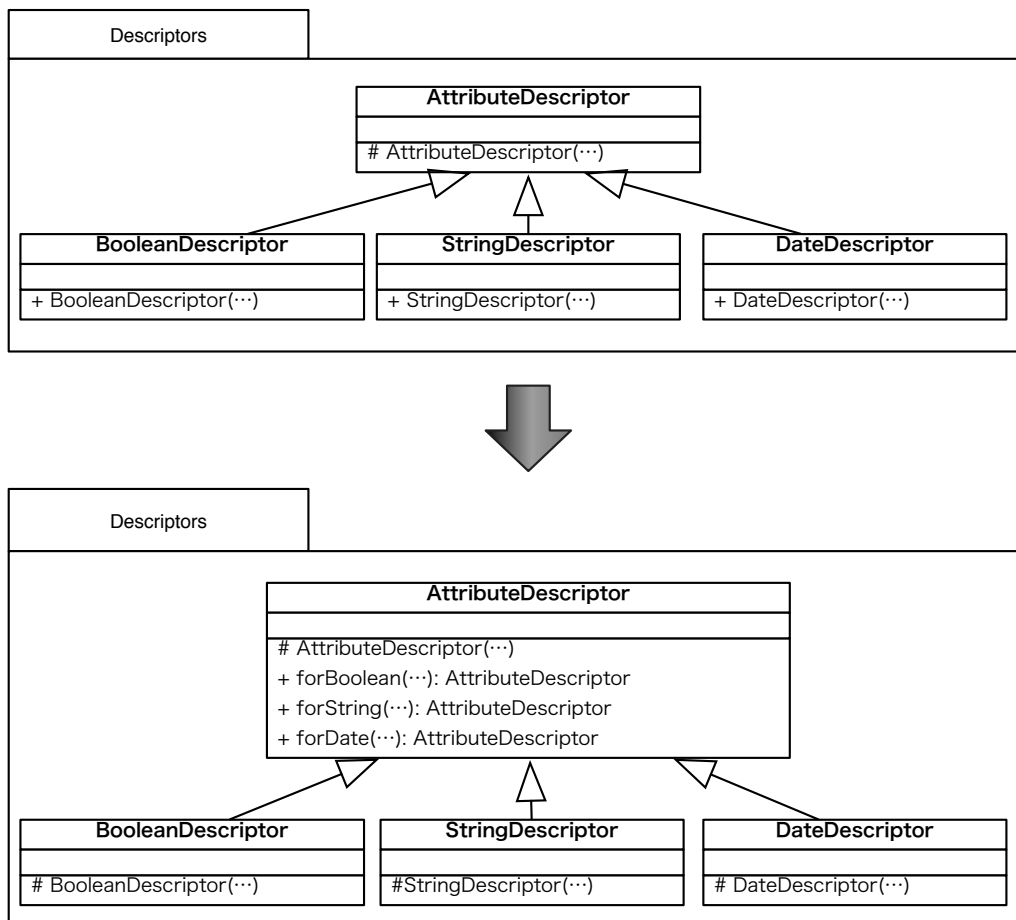 Descriptors
AttributeDescriptor
# AttributeDescriptor(⋯)
BooleanDescriptor
+ BooleanDescriptor(⋯)
StringDescriptor
+ StringDescriptor(⋯)
DateDescriptor
+ DateDescriptor(⋯)
Descriptors
AttributeDescriptor
# AttributeDescriptor(⋯)
+ forBoolean(⋯): AttributeDescriptor
+ forString(⋯): AttributeDescriptor
+ forDate(⋯): AttributeDescriptor
BooleanDescriptor
# BooleanDescriptor(⋯)
StringDescriptor
#StringDescriptor(⋯)
DateDescriptor
# DateDescriptor(⋯)